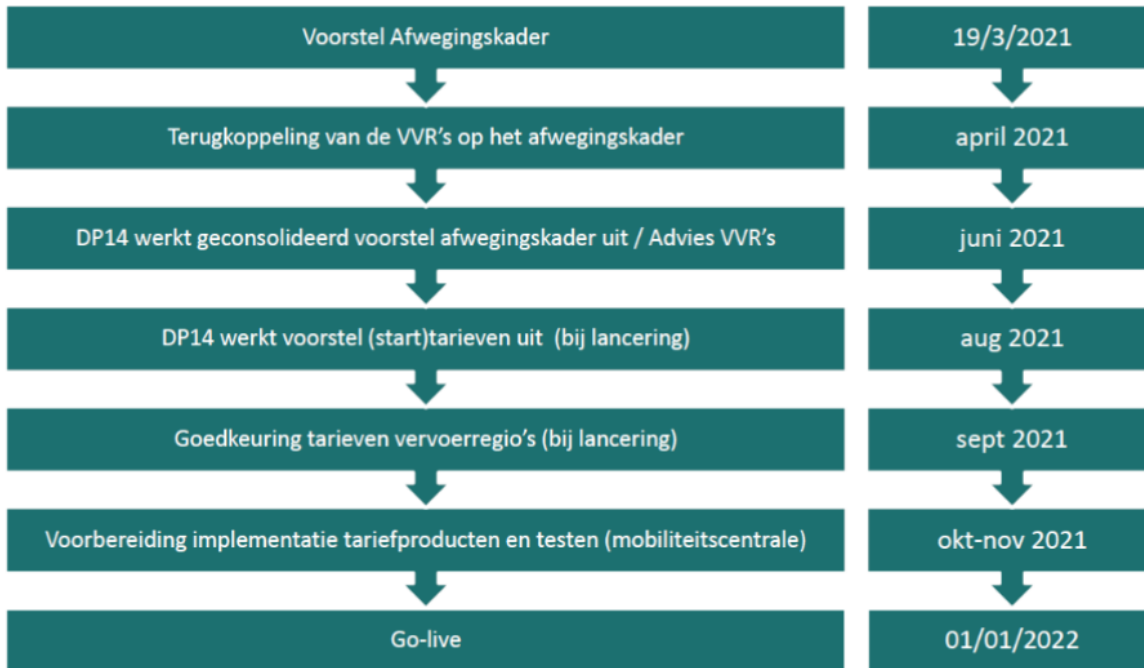 Voorstel Afwegingskader
19/3/2021
Terugkoppeling van de VVR's op het afwegingskader
april 2021
DP14 werkt geconsolideerd voorstel afwegingskader uit / Advies VVR's
juni 2021
DP14 werkt voorstel (start)tarieven uit (bij lancering)
aug 2021
Goedkeuring tarieven vervoerregio's (bij lancering)
sept 2021
Voorbereiding implementatie tariefproducten en testen (mobiliteitscentrale)
okt-nov 2021
Go-live
01/01/2022